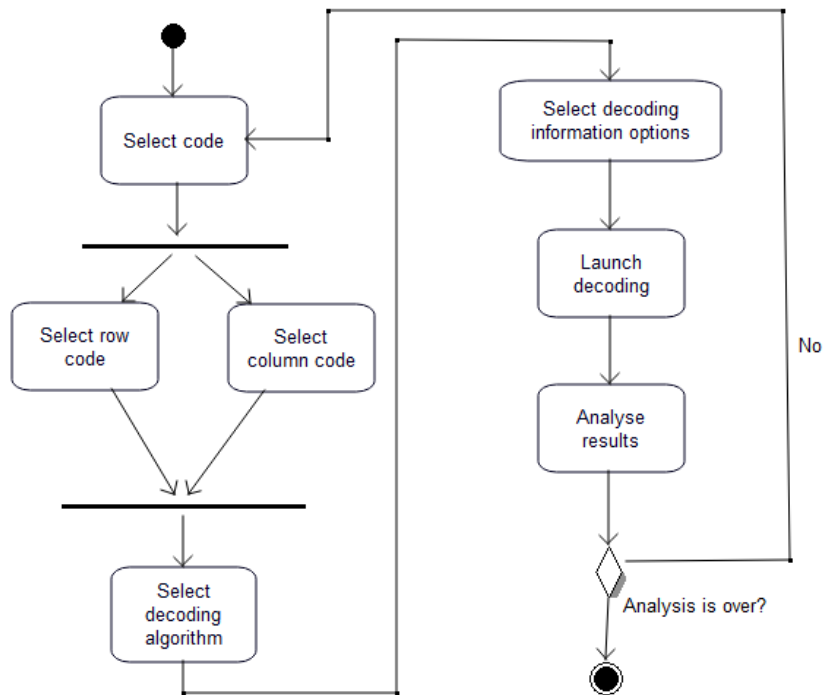 Select code
Select row
code
Select
column code
Select
decoding
algorithm
Select decoding
information options
Launch
decoding
Analyse
results
No
Analysis is over?